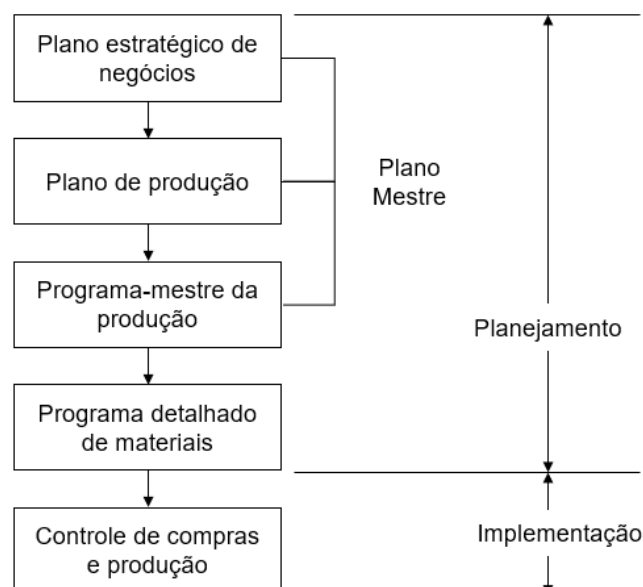 Plano estratégico de
negócios
Plano de produção
Plano
Mestre
Programa-mestre da
produção
Planejamento
Programa detalhado
de materiais
Controle de compras
e produção
Implementação